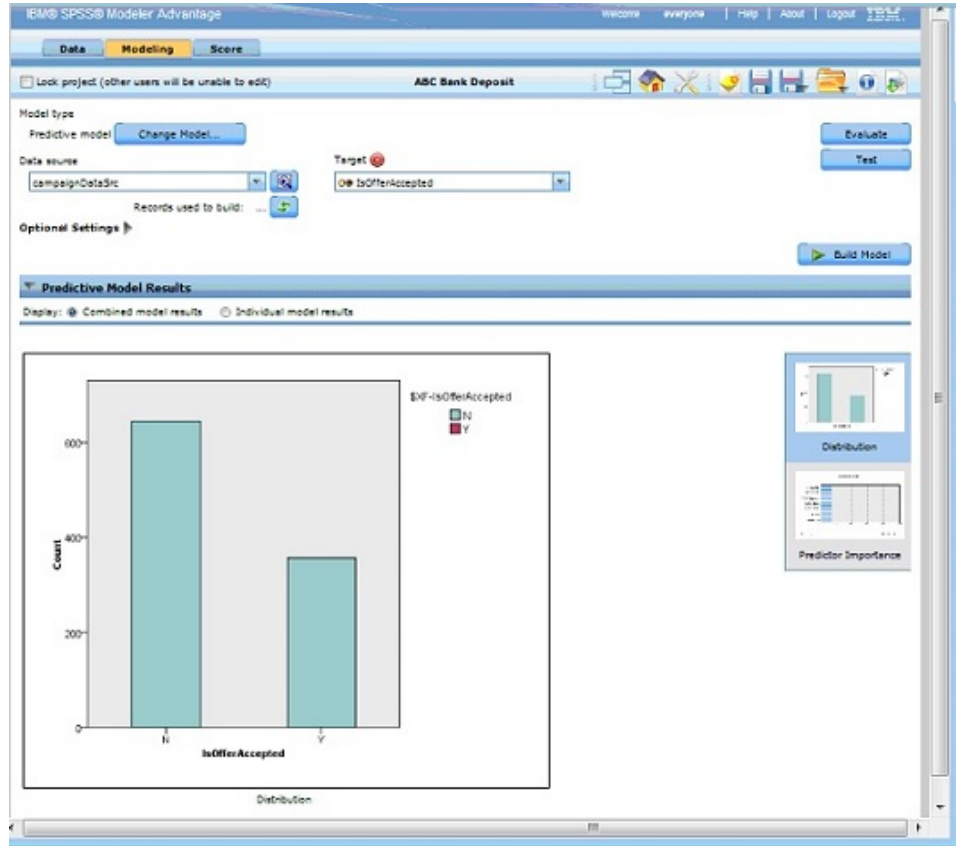 IBM® SPSS® Modeler Advantage
Welcome everyone | Help | About | Logout IBM.
Data Modeling Score
Lock project (other users will be unable to edit) ABC Bank Deposit
Model type
Predictive model Change Model... Evaluate
Data source Target Test
campaignDataSrc IsOfferAccepted
Records used to build: ...
Optional Settings
Build Model
Predictive Model Results
Display: Combined model results Individual model results
$XF-IsOfferAccepted
N
Y
600
400
200
0
Count
N Y
IsOfferAccepted
Distribution
Distribution
Predictor Importance